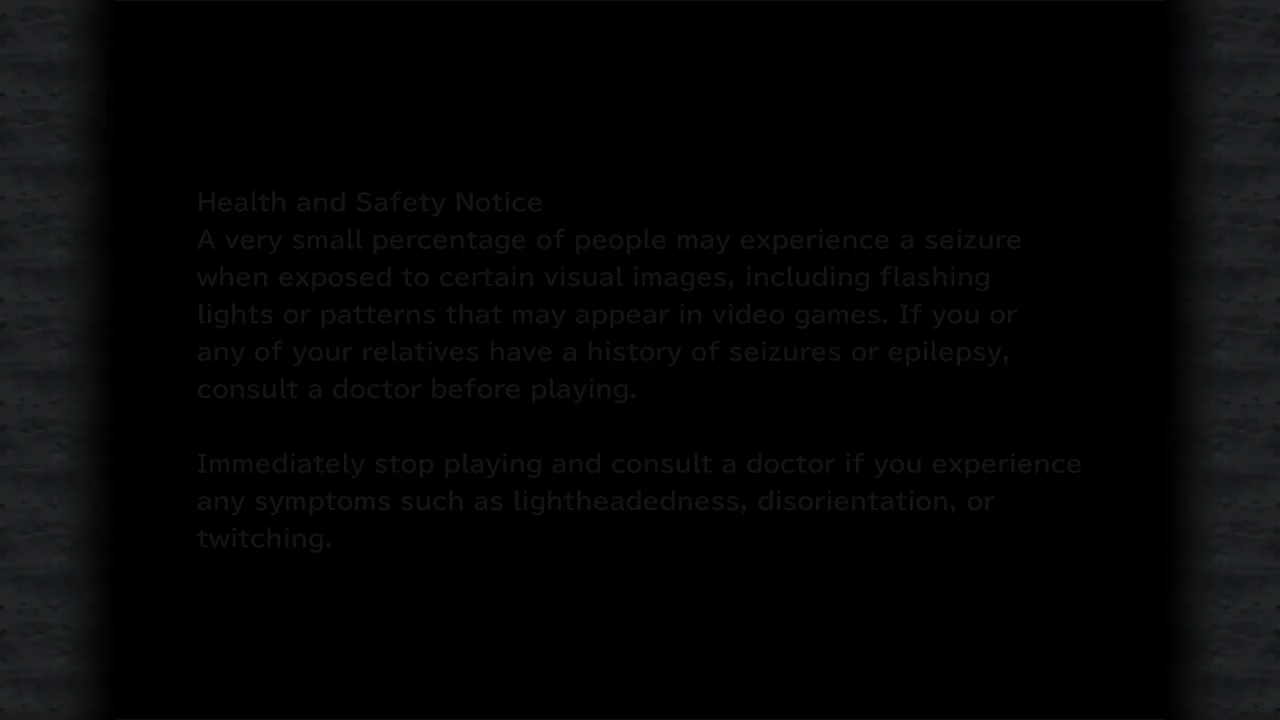 Health and Safety Notice
A very small percentage of people may experience a seizure
when exposed to certain visual images, including flashing
lights or patterns that may appear in video games. If you or
any of your relatives have a history of seizures or epilepsy,
consult a doctor before playing.
Immediately stop playing and consult a doctor if you experience
any symptoms such as lightheadedness, disorientation, or
twitching.